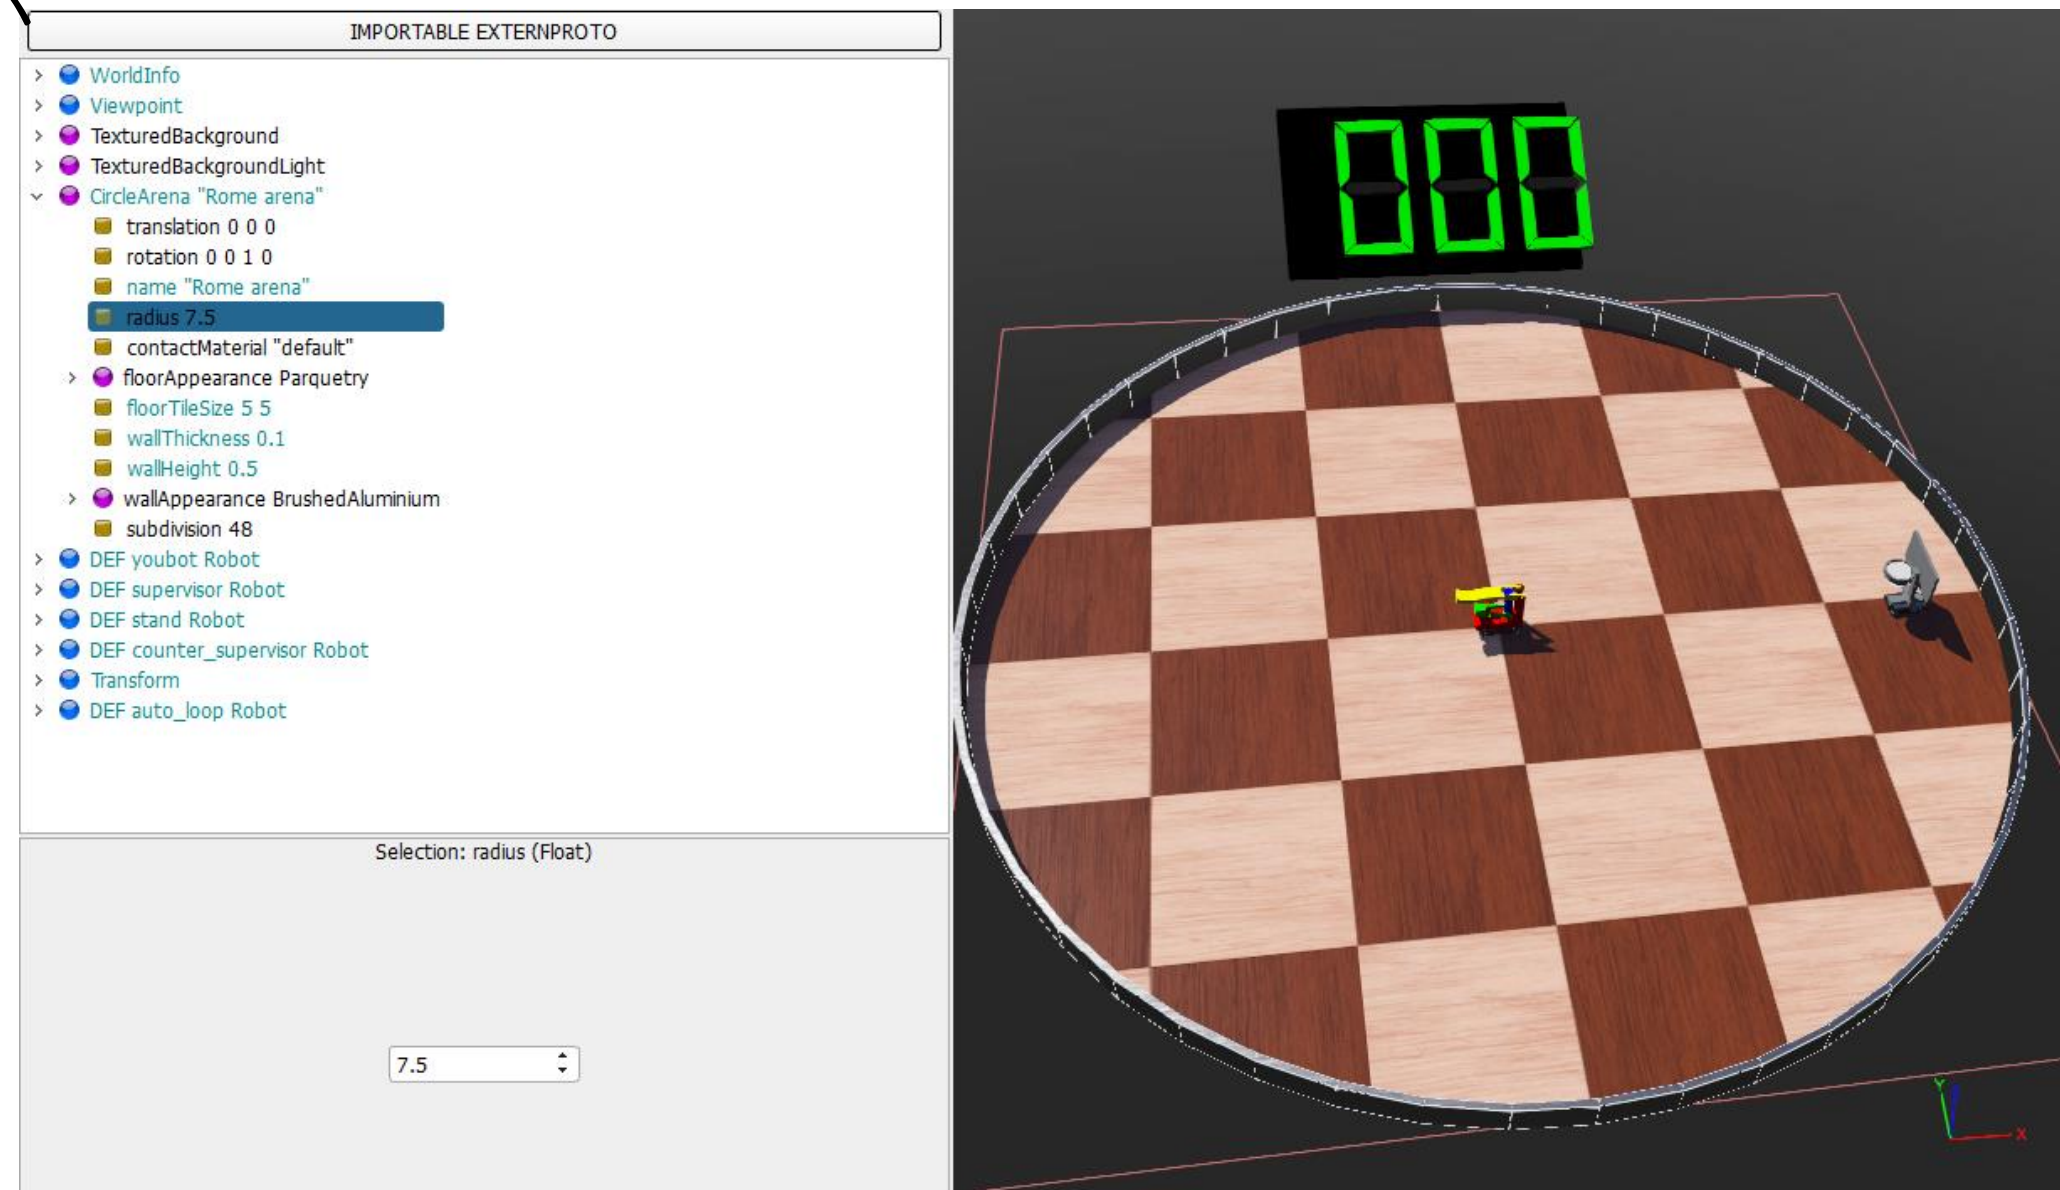 IMPORTABLE EXTERNPROTO
WorldInfo
Viewpoint
TexturedBackground
TexturedBackgroundLight
CircleArena "Rome arena"
translation 0 0 0
rotation 0 0 1 0
name "Rome arena"
radius 7.5
contactMaterial "default"
floorAppearance Parquetry
floorTileSize 5 5
wallThickness 0.1
wallHeight 0.5
wallAppearance BrushedAluminium
subdivision 48
DEF youbot Robot
DEF supervisor Robot
DEF stand Robot
DEF counter_supervisor Robot
Transform
DEF auto_loop Robot
Selection: radius (Float)
7.5
000
Y
X